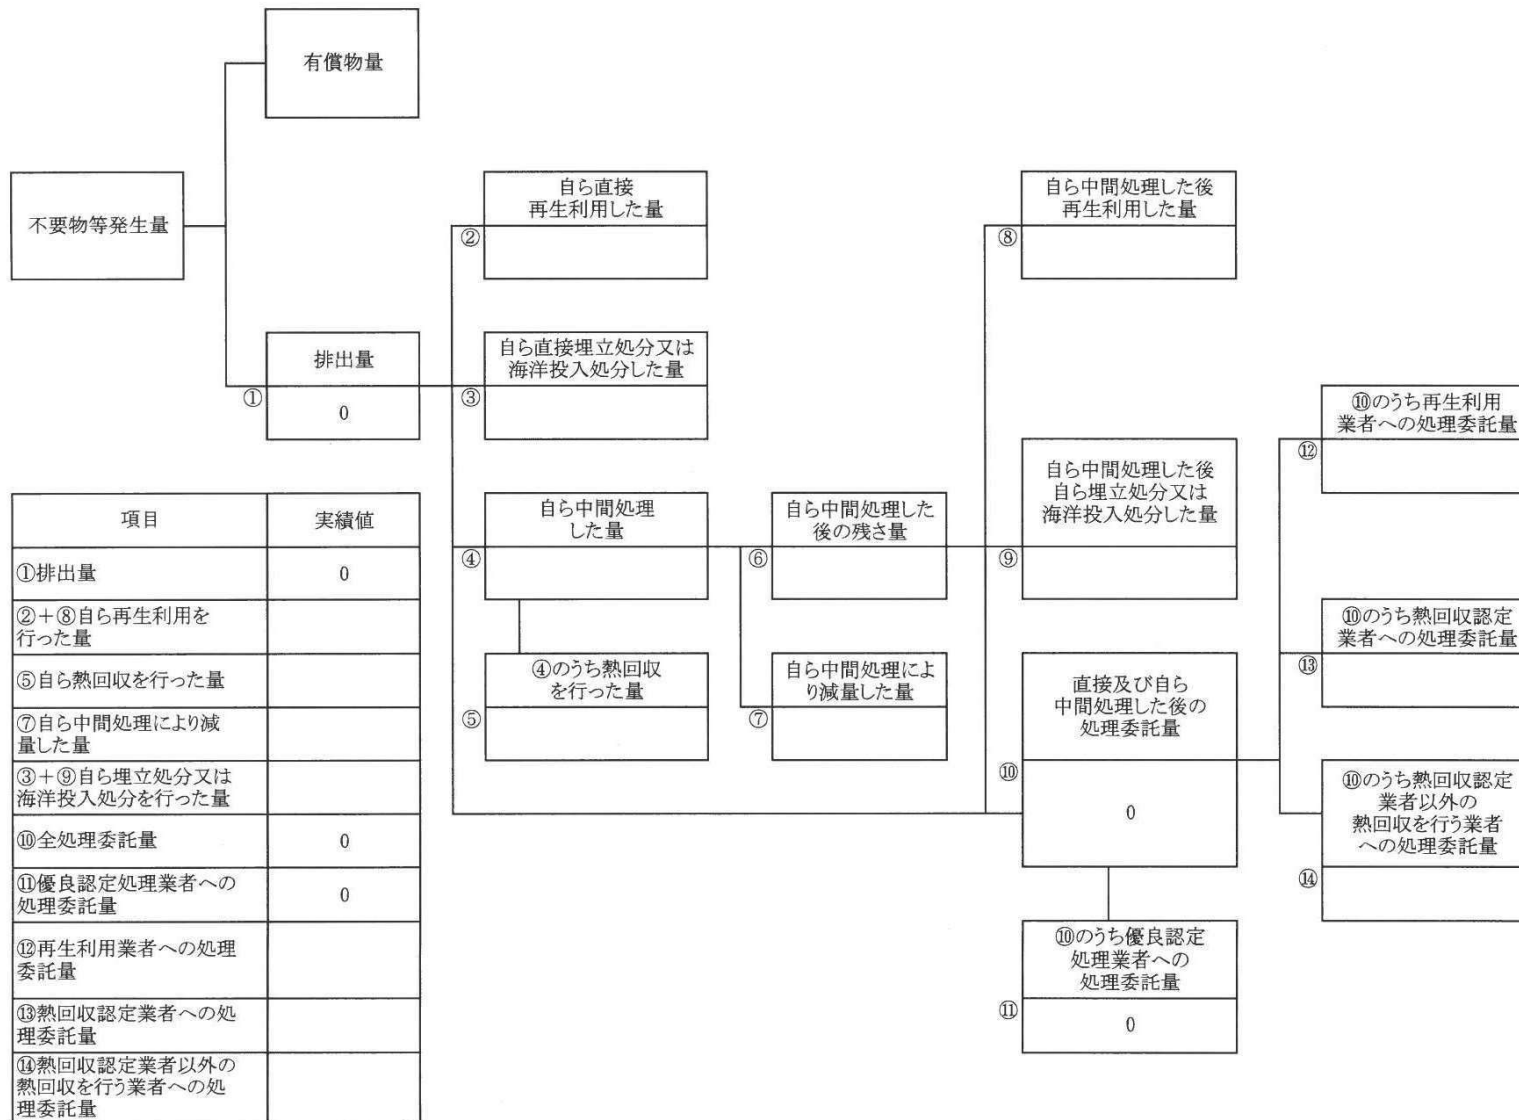 有償物量
不要物等発生量
自ら直接
再生利用した量
②
自ら中間処理した後
再生利用した量
⑧
排出量
①
0
自ら直接埋立処分又は
海洋投入処分した量
③
⑩のうち再生利用
業者への処理委託量
⑫
自ら中間処理
した量
④
自ら中間処理した
後の残さ量
⑥
自ら中間処理した後
自ら埋立処分又は
海洋投入処分した量
⑨
④のうち熱回収
を行った量
⑤
自ら中間処理によ
り減量した量
⑦
直接及び自ら
中間処理した後の
処理委託量
⑩
0
⑩のうち熱回収認定
業者への処理委託量
⑬
⑩のうち熱回収認定
業者以外の
熱回収を行う業者
への処理委託量
⑭
⑩のうち優良認定
処理業者への
処理委託量
⑪
0
項目 実績値
①排出量 0
②+⑧自ら再生利用を
行った量
⑤自ら熱回収を行った量
⑦自ら中間処理により減
量した量
③+⑨自ら埋立処分又は
海洋投入処分を行った量
⑩全処理委託量 0
⑪優良認定処理業者への
処理委託量 0
⑫再生利用業者への処理
委託量
⑬熱回収認定業者への処
理委託量
⑭熱回収認定業者以外の
熱回収を行う業者への処
理委託量